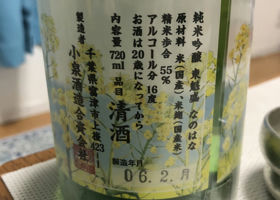 純米吟醸 東魁盛 なのはな
原材料 米(国産)・米麹(国産米)
精米歩合 55%
アルコール分 16度
お酒は20歳になってから
内容量 720ml 品目 清酒
千葉県富津市上後423-1
製造者 小泉酒造合資会社
製造年月
06.2.月